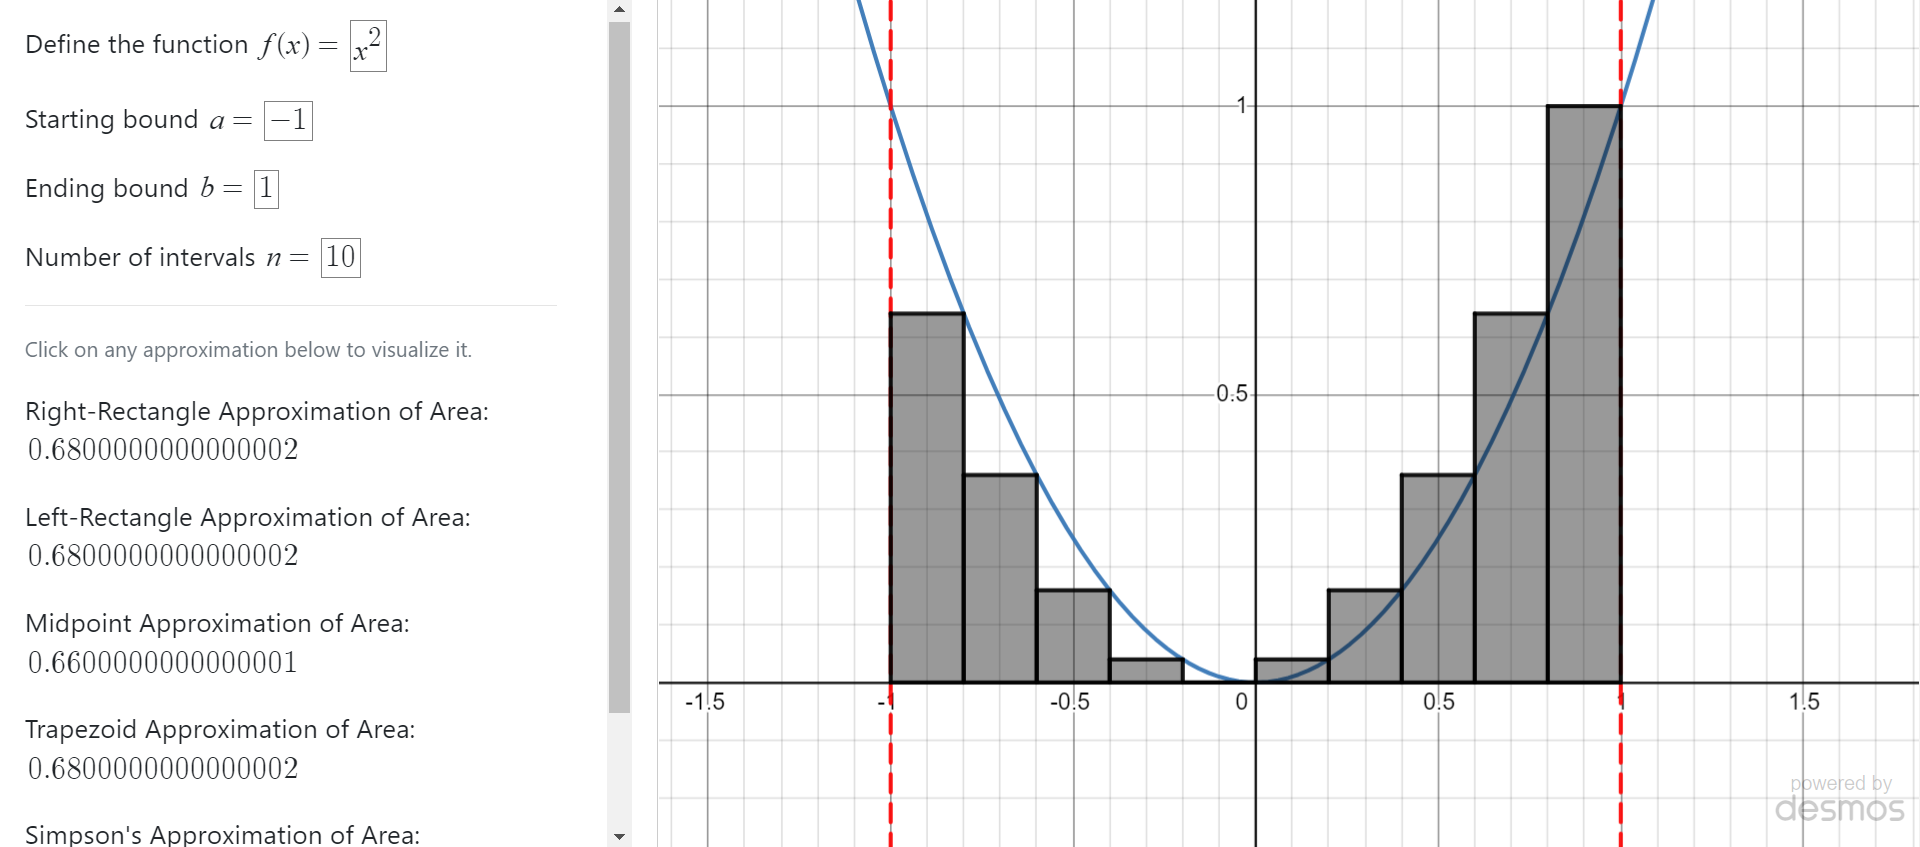 Define the function f(x) = x²
Starting bound a = −1
Ending bound b = 1
Number of intervals n = 10
Click on any approximation below to visualize it.
Right-Rectangle Approximation of Area:
0.6800000000000002
Left-Rectangle Approximation of Area:
0.6800000000000002
Midpoint Approximation of Area:
0.6600000000000001
Trapezoid Approximation of Area:
0.6800000000000002
Simpson's Approximation of Area:
1
0.5
-1.5 -1 -0.5 0 0.5 1 1.5
powered by
desmos